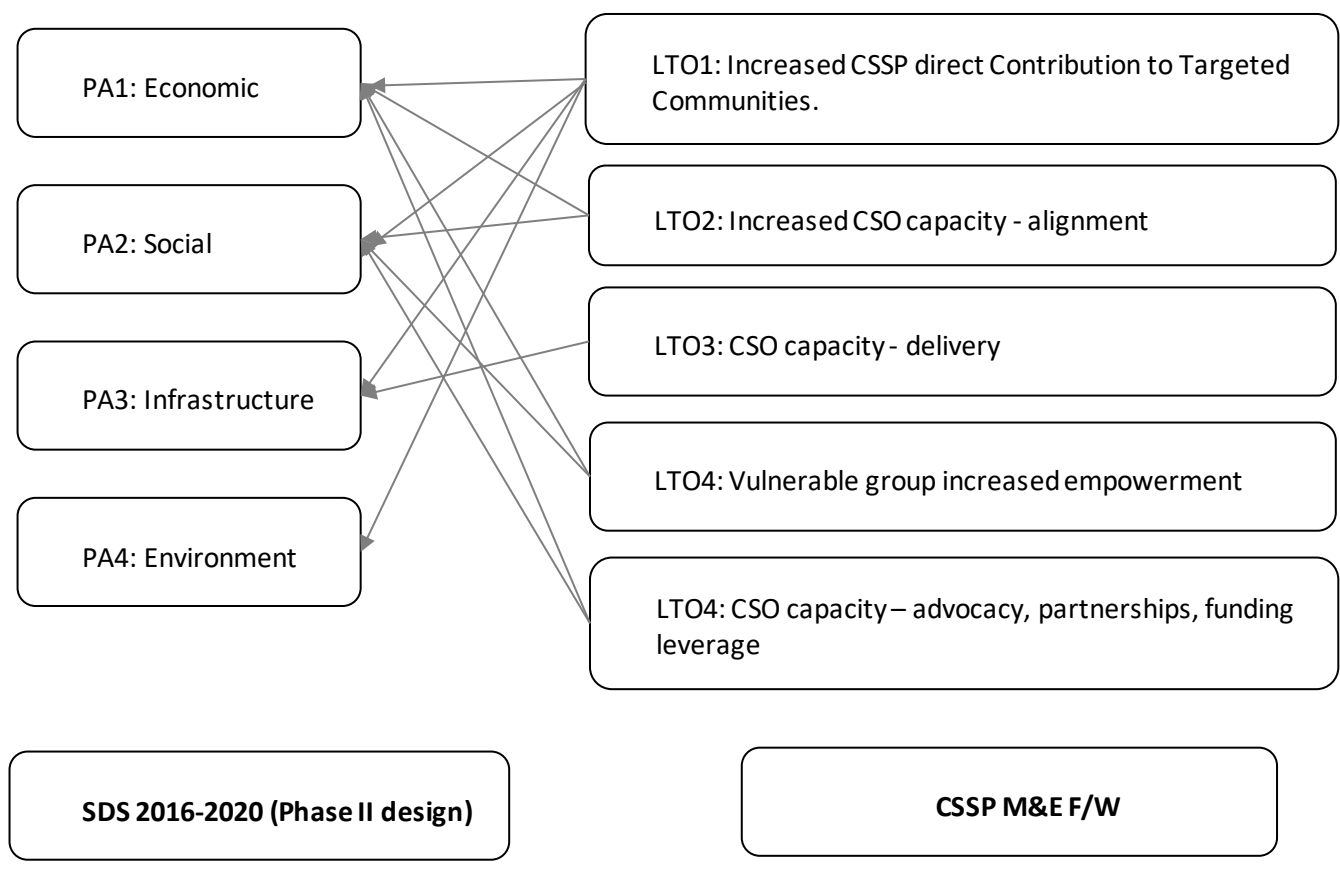 PA1: Economic
PA2: Social
PA3: Infrastructure
PA4: Environment
LTO1: Increased CSSP direct Contribution to Targeted
Communities.
LTO2: Increased CSO capacity - alignment
LTO3: CSO capacity - delivery
LTO4: Vulnerable group increased empowerment
LTO4: CSO capacity – advocacy, partnerships, funding
leverage
SDS 2016-2020 (Phase II design)
CSSP M&E F/W